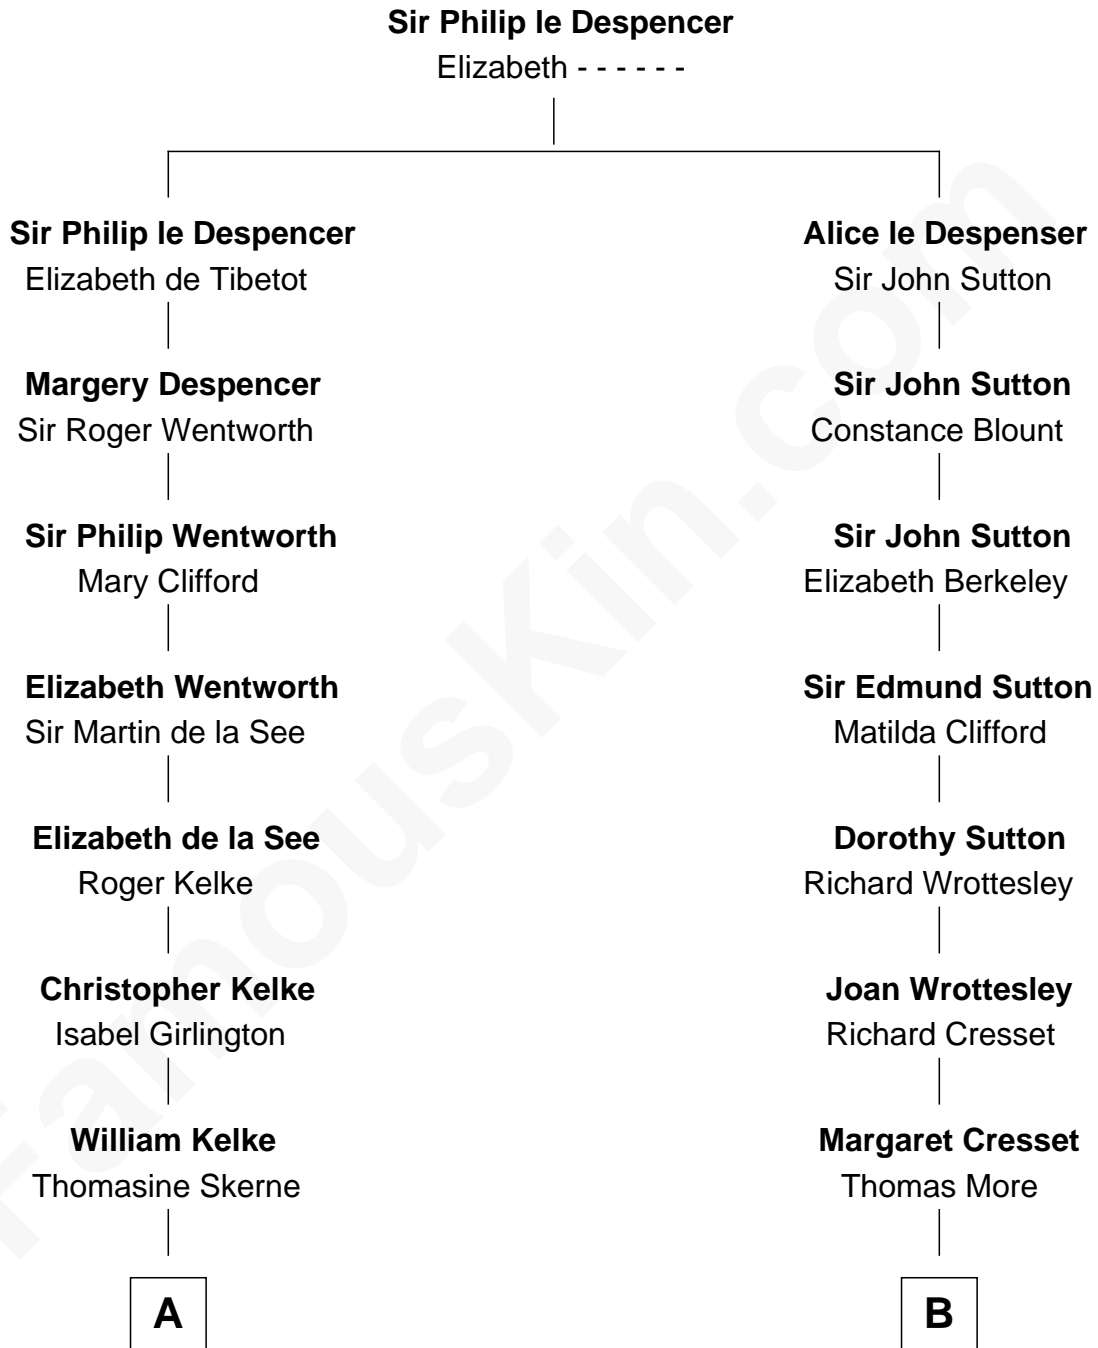 Sir Philip le Despencer
Elizabeth - - - - - -
Sir Philip le Despencer
Elizabeth de Tibetot
Margery Despencer
Sir Roger Wentworth
Sir Philip Wentworth
Mary Clifford
Elizabeth Wentworth
Sir Martin de la See
Elizabeth de la See
Roger Kelke
Christopher Kelke
Isabel Girlington
William Kelke
Thomasine Skerne
A
Alice le Despenser
Sir John Sutton
Sir John Sutton
Constance Blount
Sir John Sutton
Elizabeth Berkeley
Sir Edmund Sutton
Matilda Clifford
Dorothy Sutton
Richard Wrottesley
Joan Wrottesley
Richard Cresset
Margaret Cresset
Thomas More
B
FamousKin.com